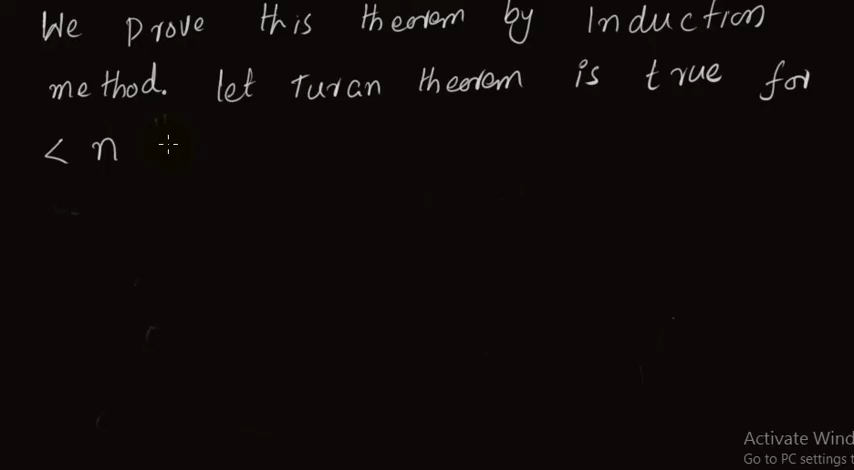 We prove this theorem by Induction
method. let Turan theorem is true for
< n
Activate Wind
Go to PC settings t